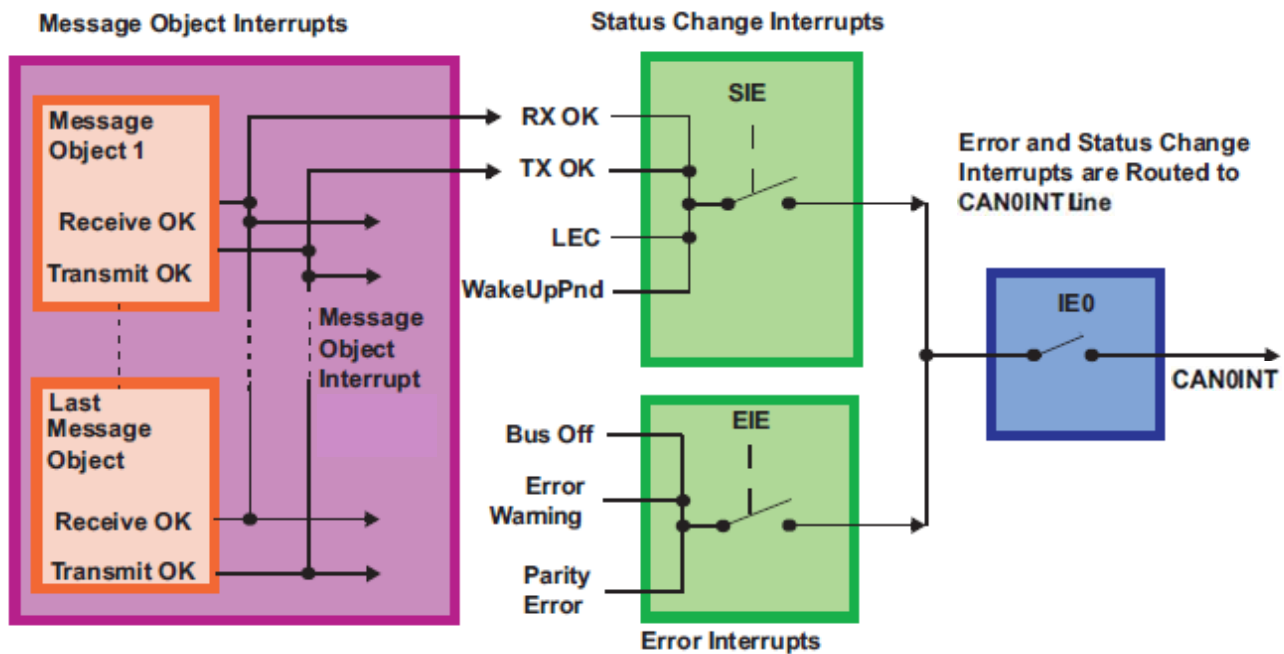 Message Object Interrupts
Message
Object 1
Receive OK
Transmit OK
Message
Object
Interrupt
Last
Message
Object
Receive OK
Transmit OK
Status Change Interrupts
SIE
RX OK
TX OK
LEC
WakeUpPnd
EIE
Bus Off
Error
Warning
Parity
Error
Error Interrupts
Error and Status Change
Interrupts are Routed to
CAN0INT Line
IE0
CAN0INT